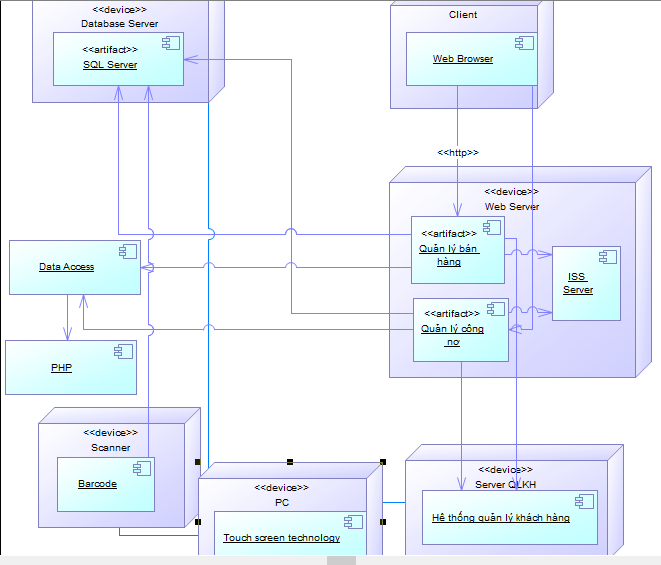 <<device>>
Database Server
<<artifact>>
SQL Server
Client
Web Browser
<<http>>
<<device>>
Web Server
<<artifact>>
Quản lý bán
hàng
ISS
Server
<<artifact>>
Quản lý công
nợ
Data Access
PHP
<<device>>
Scanner
Barcode
<<device>>
PC
Touch screen technology
<<device>>
Server QLKH
Hệ thống quản lý khách hàng